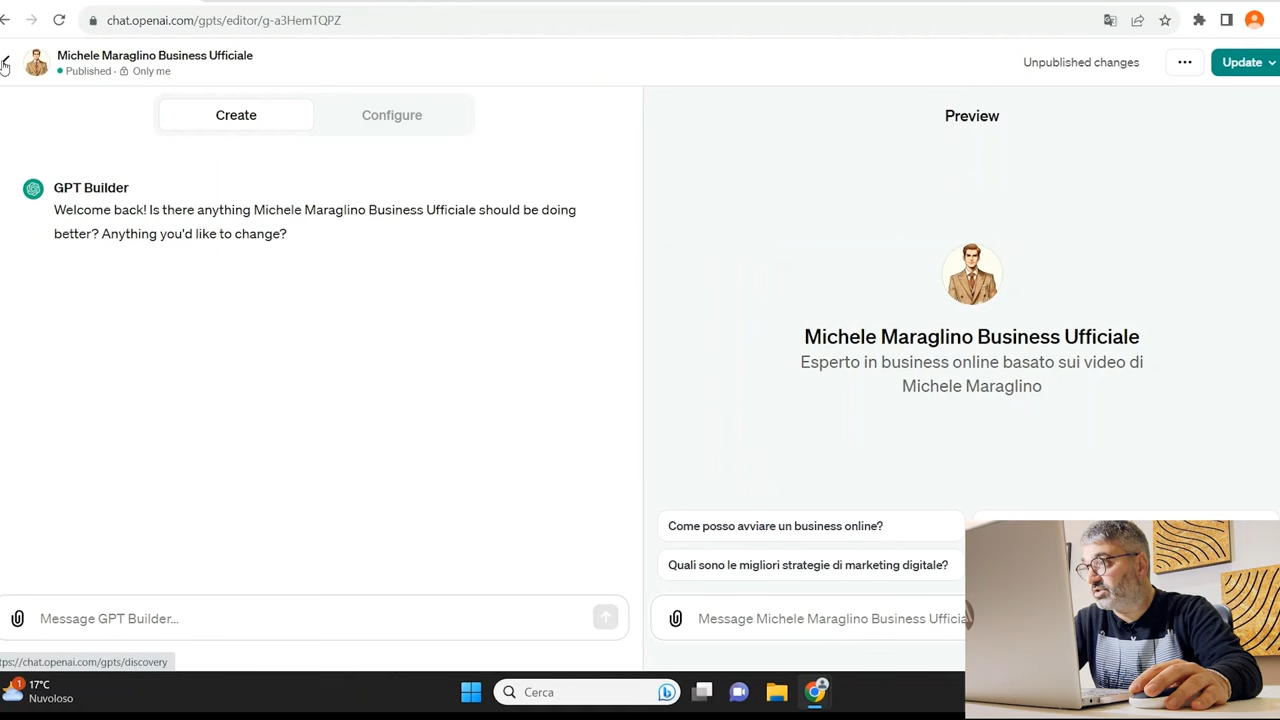 chat.openai.com/gpts/editor/g-a3HemTQPZ
Michele Maraglino Business Ufficiale
Published · Only me
Unpublished changes
Update
Create
Configure
Preview
GPT Builder
Welcome back! Is there anything Michele Maraglino Business Ufficiale should be doing
better? Anything you'd like to change?
Michele Maraglino Business Ufficiale
Esperto in business online basato sui video di
Michele Maraglino
Come posso avviare un business online?
Quali sono le migliori strategie di marketing digitale?
Message GPT Builder...
Message Michele Maraglino Business Ufficia
tps://chat.openai.com/gpts/discovery
1
17°C
Nuvoloso
Cerca